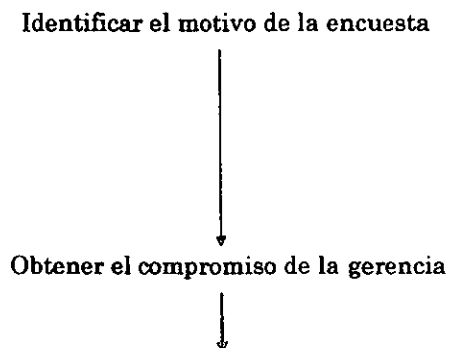 Identificar el motivo de la encuesta
Obtener el compromiso de la gerencia